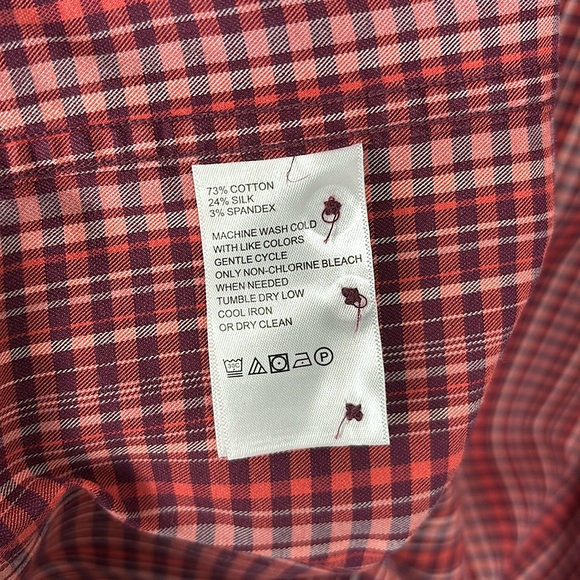 73% COTTON
24% SILK
3% SPANDEX
MACHINE WASH COLD
WITH LIKE COLORS
GENTLE CYCLE
ONLY NON-CHLORINE BLEACH
WHEN NEEDED
TUMBLE DRY LOW
COOL IRON
OR DRY CLEAN
30C P